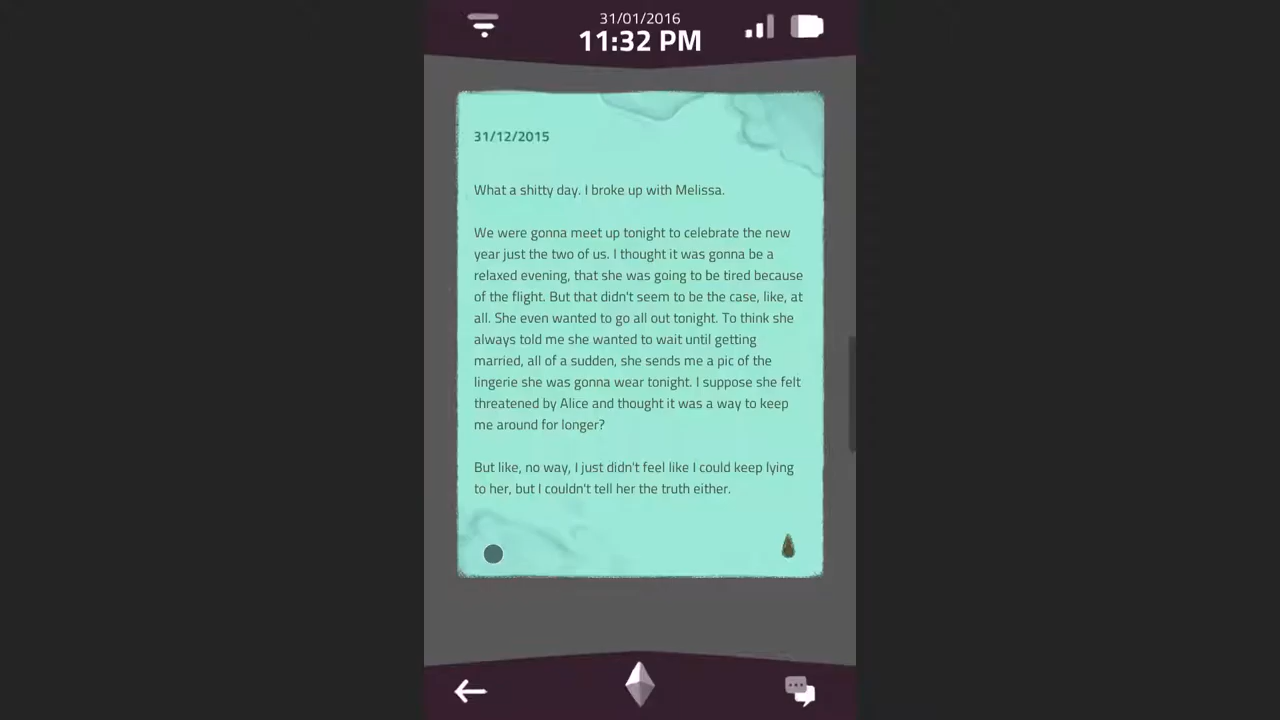 31/01/2016
11:32 PM
31/12/2015
What a shitty day. I broke up with Melissa.
We were gonna meet up tonight to celebrate the new
year just the two of us. I thought it was gonna be a
relaxed evening, that she was going to be tired because
of the flight. But that didn't seem to be the case, like, at
all. She even wanted to go all out tonight. To think she
always told me she wanted to wait until getting
married, all of a sudden, she sends me a pic of the
lingerie she was gonna wear tonight. I suppose she felt
threatened by Alice and thought it was a way to keep
me around for longer?
But like, no way, I just didn't feel like I could keep lying
to her, but I couldn't tell her the truth either.